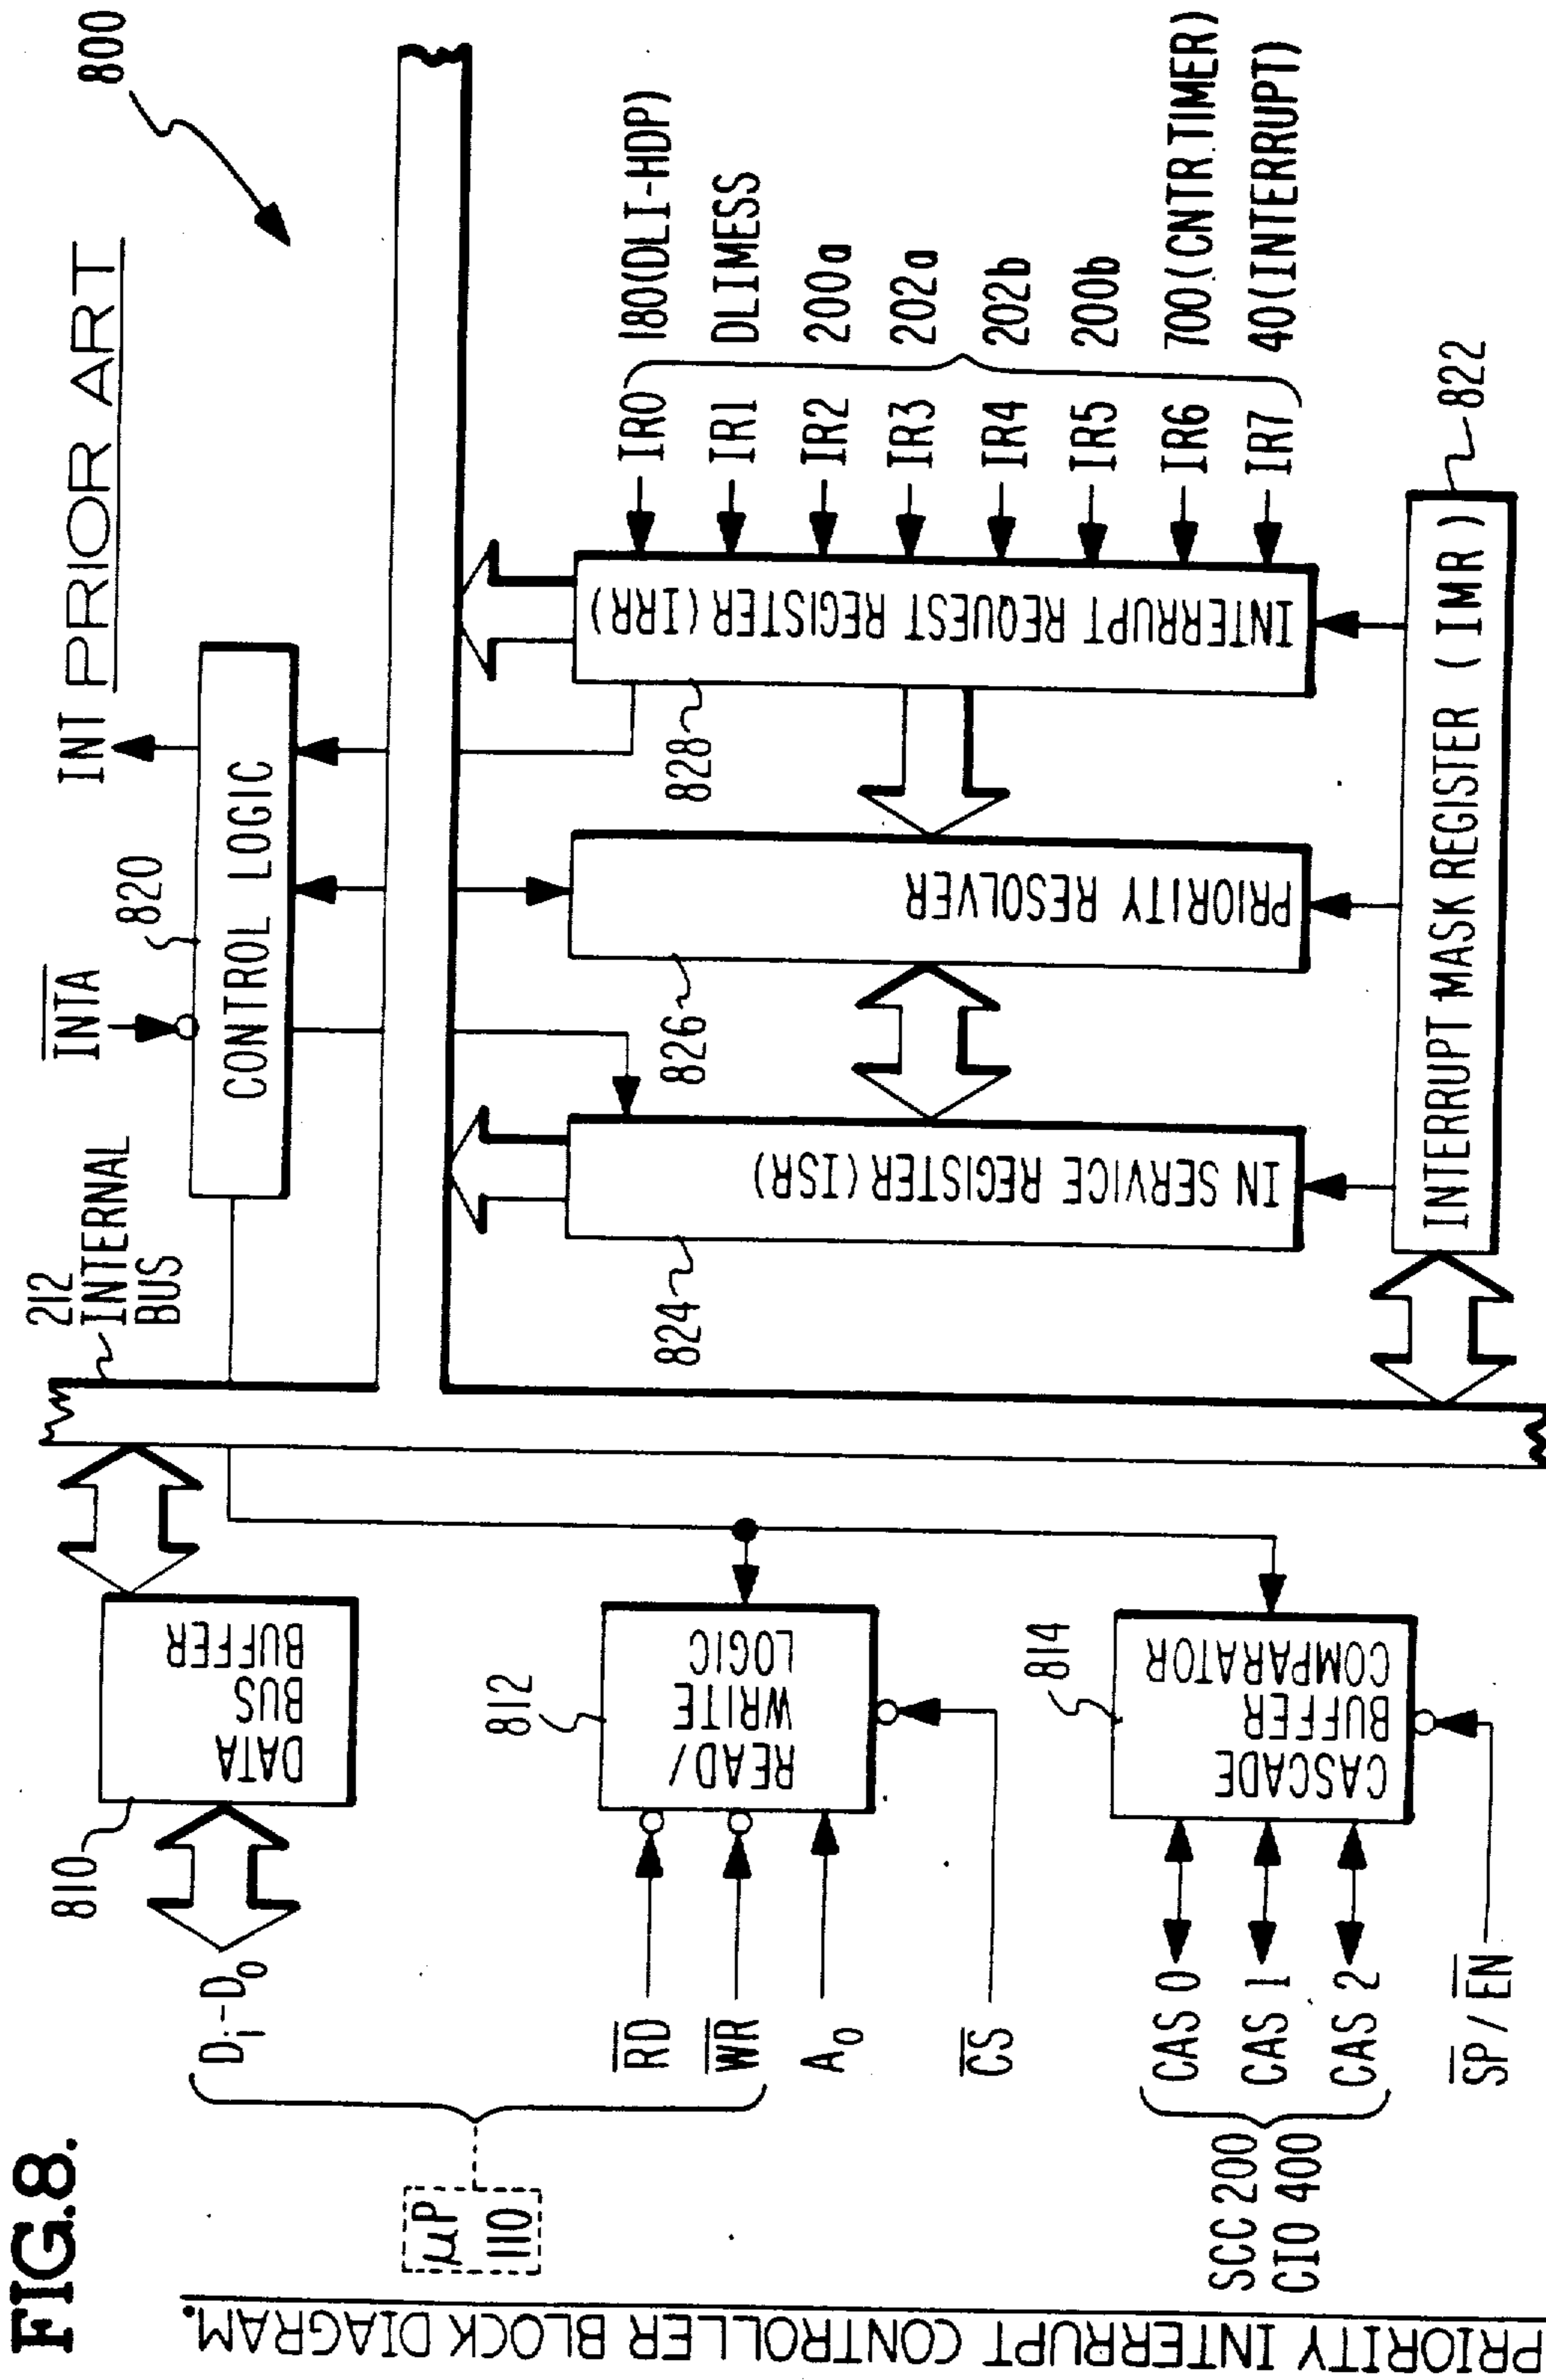 FIG.8.
PRIORITY INTERRUPT CONTROLLER BLOCK DIAGRAM.
PRIOR ART
800
μP
110
D₁-D₀
810
DATA
BUS
BUFFER
212
INTERNAL
BUS
INTA
INT
820
CONTROL LOGIC
RD
WR
A₀
CS
812
READ/
WRITE
LOGIC
SCC 200
CIO 400
CAS 0
CAS 1
CAS 2
SP / EN
814
CASCADE
BUFFER
COMPARATOR
824
IN SERVICE REGISTER (ISR)
826
PRIORITY RESOLVER
828
INTERRUPT REQUEST REGISTER (IRR)
IR0 180(DLI-HDP)
IR1 DLIMESS
IR2 200a
IR3 202a
IR4 202b
IR5 200b
IR6 700(CNTR.TIMER)
IR7 40(INTERRUPT)
INTERRUPT MASK REGISTER (IMR)
822